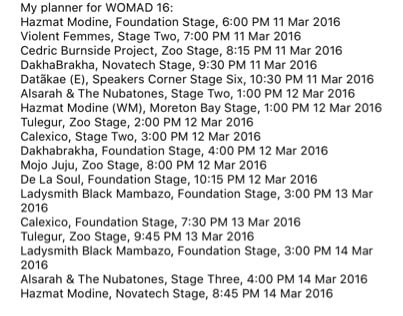 My planner for WOMAD 16:
Hazmat Modine, Foundation Stage, 6:00 PM 11 Mar 2016
Violent Femmes, Stage Two, 7:00 PM 11 Mar 2016
Cedric Burnside Project, Zoo Stage, 8:15 PM 11 Mar 2016
DakhaBrakha, Novatech Stage, 9:30 PM 11 Mar 2016
Datãkae (E), Speakers Corner Stage Six, 10:30 PM 11 Mar 2016
Alsarah & The Nubatones, Stage Two, 1:00 PM 12 Mar 2016
Hazmat Modine (WM), Moreton Bay Stage, 1:00 PM 12 Mar 2016
Tulegur, Zoo Stage, 2:00 PM 12 Mar 2016
Calexico, Stage Two, 3:00 PM 12 Mar 2016
Dakhabrakha, Foundation Stage, 4:00 PM 12 Mar 2016
Mojo Juju, Zoo Stage, 8:00 PM 12 Mar 2016
De La Soul, Foundation Stage, 10:15 PM 12 Mar 2016
Ladysmith Black Mambazo, Foundation Stage, 3:00 PM 13 Mar
2016
Calexico, Foundation Stage, 7:30 PM 13 Mar 2016
Tulegur, Zoo Stage, 9:45 PM 13 Mar 2016
Ladysmith Black Mambazo, Foundation Stage, 3:00 PM 14 Mar
2016
Alsarah & The Nubatones, Stage Three, 4:00 PM 14 Mar 2016
Hazmat Modine, Novatech Stage, 8:45 PM 14 Mar 2016